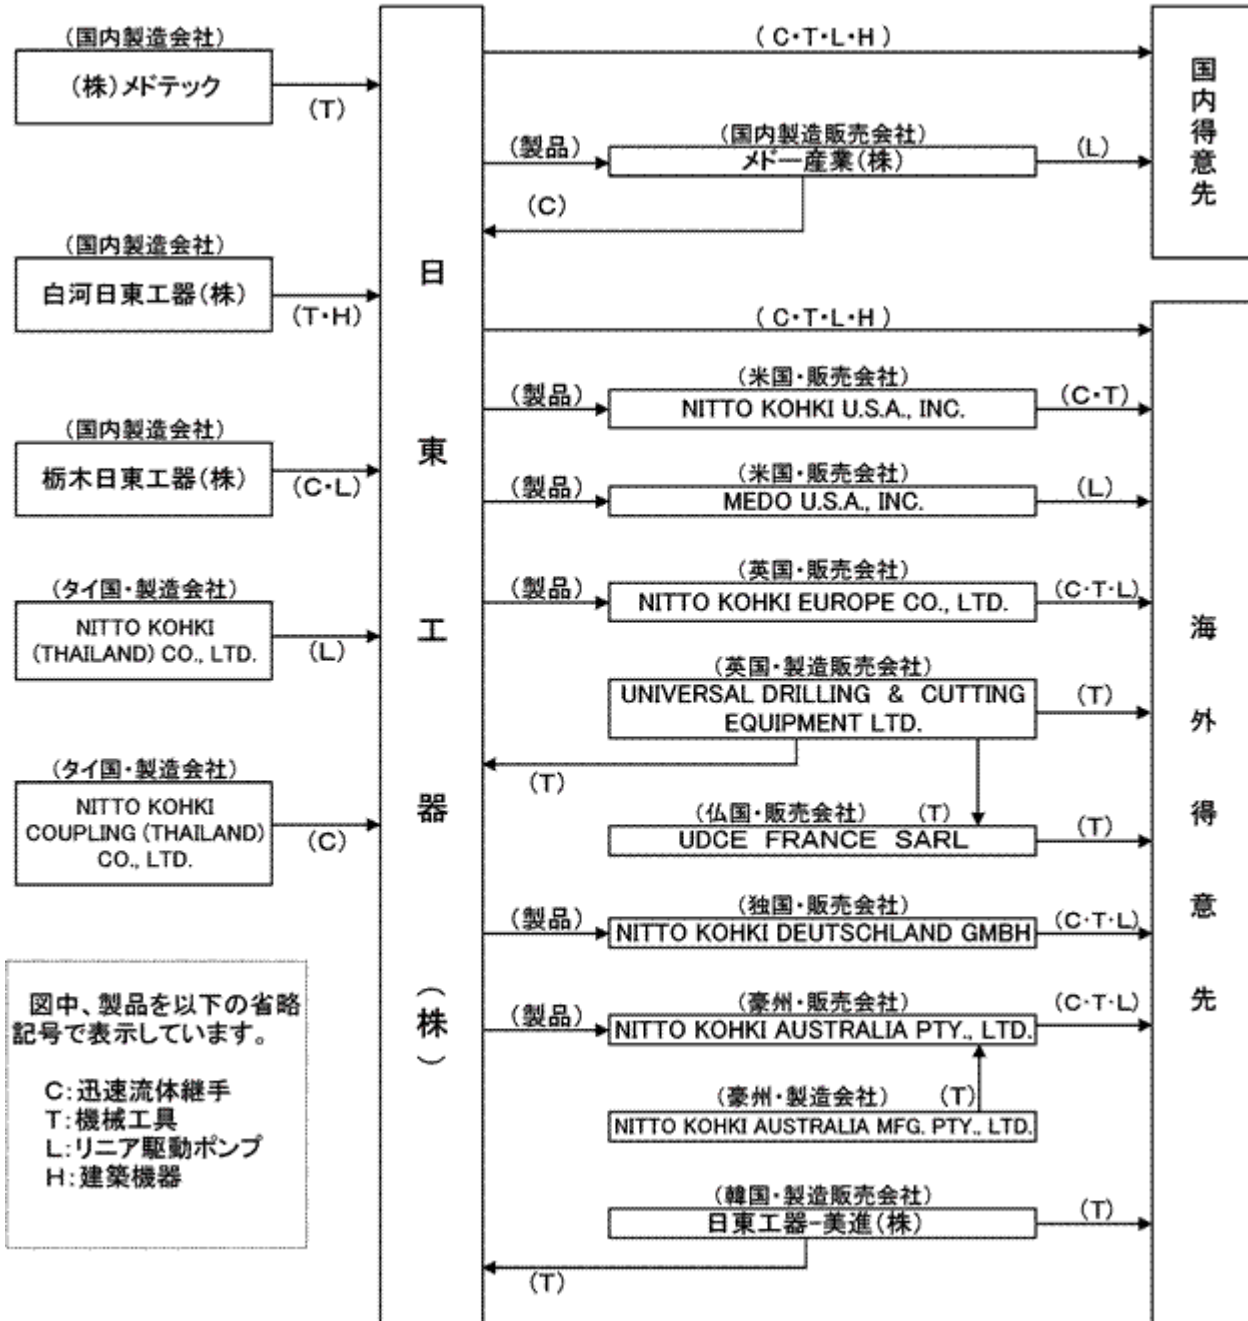 (国内製造会社)
(株)メドテック
(T)
(国内製造会社)
白河日東工器(株)
(T・H)
(国内製造会社)
栃木日東工器(株)
(C・L)
(タイ国・製造会社)
NITTO KOHKI
(THAILAND) CO., LTD.
(L)
(タイ国・製造会社)
NITTO KOHKI
COUPLING (THAILAND)
CO., LTD.
(C)
図中、製品を以下の省略
記号で表示しています。
C:迅速流体継手
T:機械工具
L:リニア駆動ポンプ
H:建築機器
日東工器(株)
(C・T・L・H)
(製品)
(国内製造販売会社)
メドー産業(株)
(L)
(C)
国内得意先
(C・T・L・H)
(製品)
(米国・販売会社)
NITTO KOHKI U.S.A., INC.
(C・T)
(製品)
(米国・販売会社)
MEDO U.S.A., INC.
(L)
(製品)
(英国・販売会社)
NITTO KOHKI EUROPE CO., LTD.
(C・T・L)
(英国・製造販売会社)
UNIVERSAL DRILLING & CUTTING
EQUIPMENT LTD.
(T)
(T)
(仏国・販売会社)
(T)
UDCE FRANCE SARL
(T)
(製品)
(独国・販売会社)
NITTO KOHKI DEUTSCHLAND GMBH
(C・T・L)
(製品)
(豪州・販売会社)
NITTO KOHKI AUSTRALIA PTY., LTD.
(C・T・L)
(豪州・製造会社)
(T)
NITTO KOHKI AUSTRALIA MFG. PTY., LTD.
(韓国・製造販売会社)
日東工器-美進(株)
(T)
(T)
海外得意先